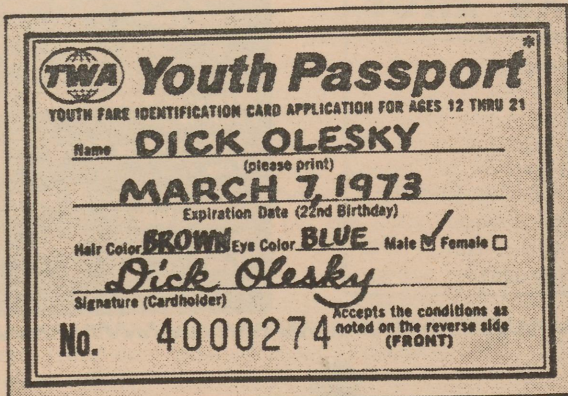 TWA Youth Passport*
YOUTH FARE IDENTIFICATION CARD APPLICATION FOR AGES 12 THRU 21
Name DICK OLESKY
(please print)
MARCH 7, 1973
Expiration Date (22nd Birthday)
Hair Color BROWN Eye Color BLUE Male ☑ Female ☐
Dick Olesky
Signature (Cardholder)
No. 4000274
Accepts the conditions as
noted on the reverse side
(FRONT)